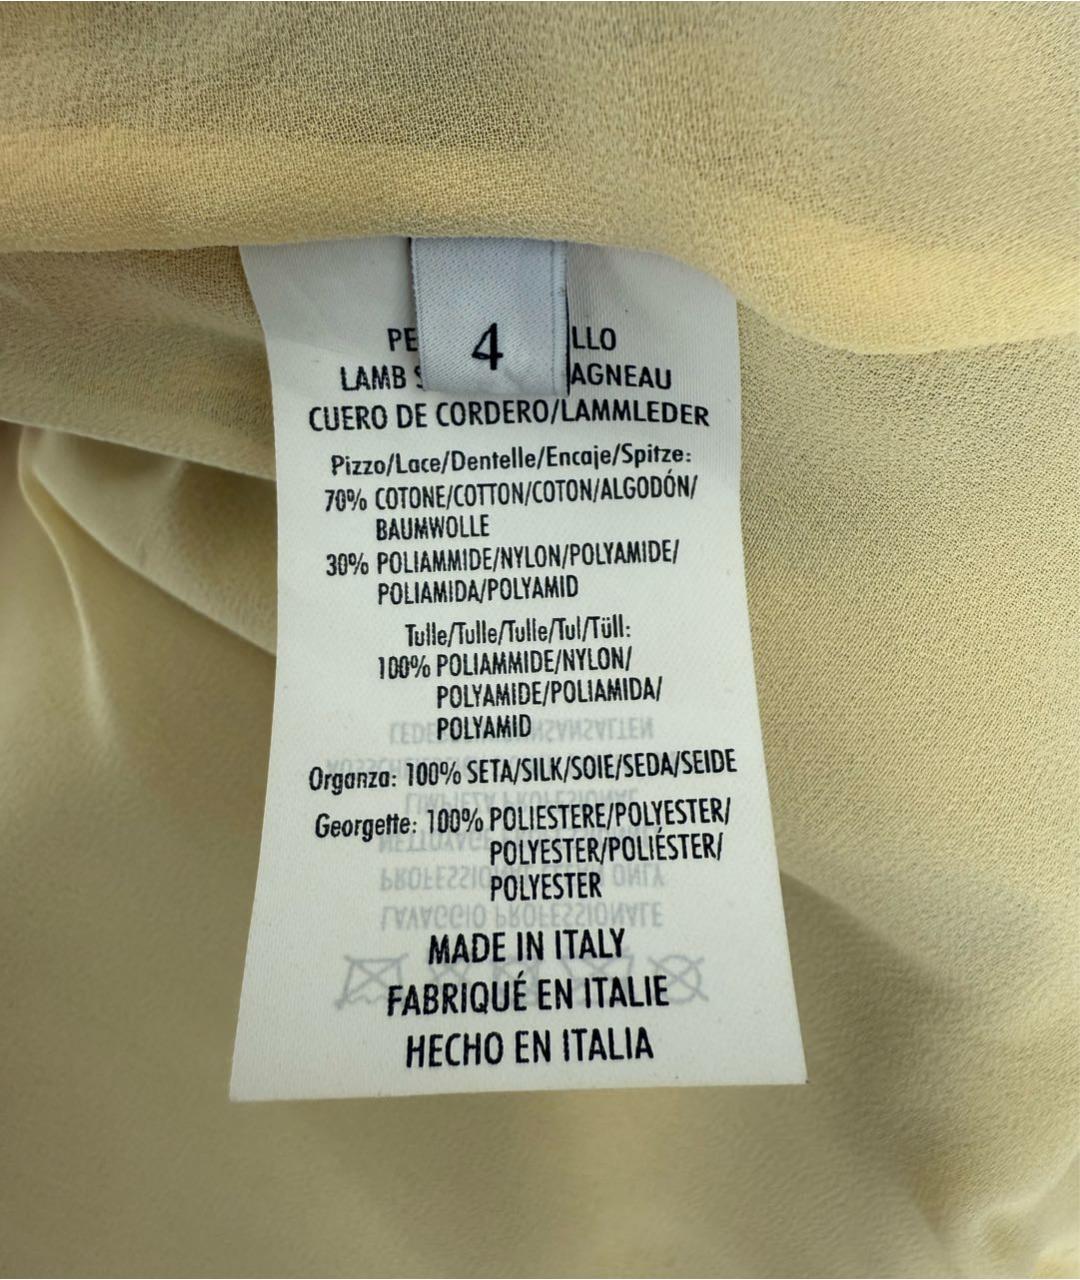 4
LAMB
CUERO DE CORDERO/LAMMLEDER
Pizzo/Lace/Dentelle/Encaje/Spitze:
70% COTONE/COTTON/COTON/ALGODÓN/
BAUMWOLLE
30% POLIAMMIDE/NYLON/POLYAMIDE/
POLIAMIDA/POLYAMID
Tulle/Tulle/Tulle/Tul/Tüll:
100% POLIAMMIDE/NYLON/
POLYAMIDE/POLIAMIDA/
POLYAMID
Organza: 100% SETA/SILK/SOIE/SEDA/SEIDE
Georgette: 100% POLIESTERE/POLYESTER/
POLYESTER/POLIÉSTER/
POLYESTER
MADE IN ITALY
FABRIQUÉ EN ITALIE
HECHO EN ITALIA